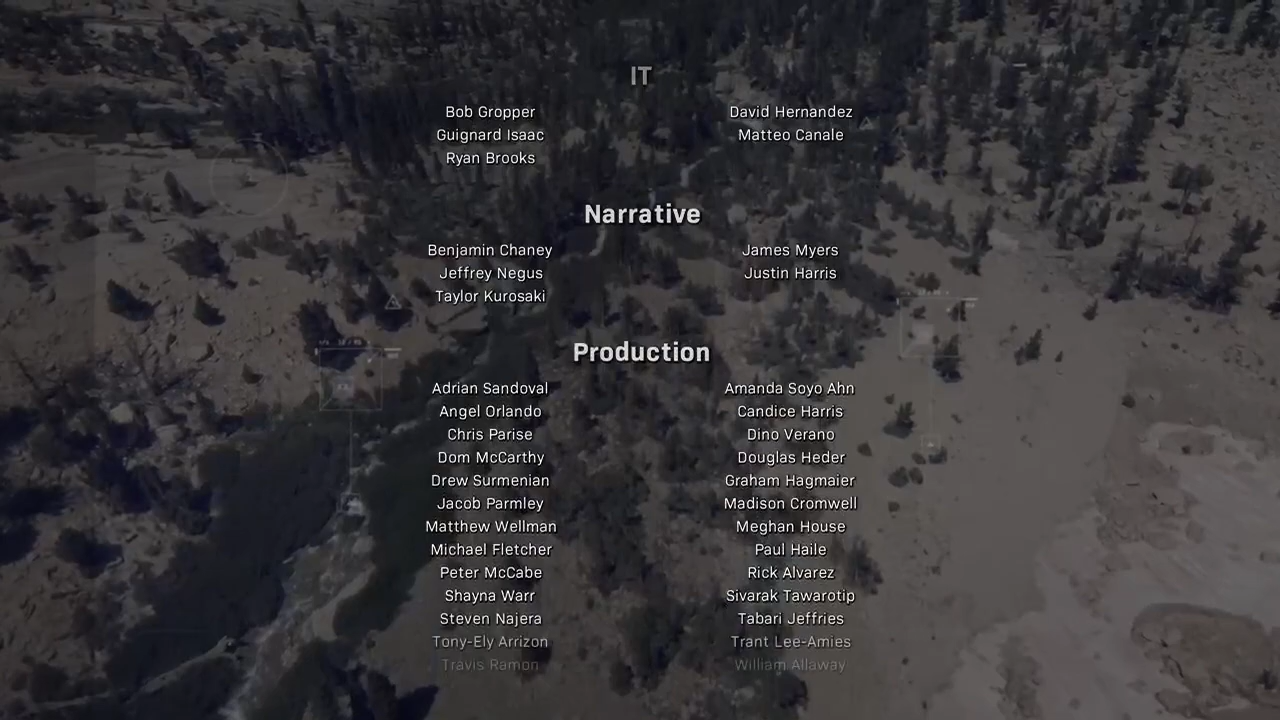 IT
Bob Gropper David Hernandez
Guignard Isaac Matteo Canale
Ryan Brooks
Narrative
Benjamin Chaney James Myers
Jeffrey Negus Justin Harris
Taylor Kurosaki
Production
Adrian Sandoval Amanda Soyo Ahn
Angel Orlando Candice Harris
Chris Parise Dino Verano
Dom McCarthy Douglas Heder
Drew Surmenian Graham Hagmaier
Jacob Parmley Madison Cromwell
Matthew Wellman Meghan House
Michael Fletcher Paul Haile
Peter McCabe Rick Alvarez
Shayna Warr Sivarak Tawarotip
Steven Najera Tabari Jeffries
Tony-Ely Arrizon Trant Lee-Amies
Travis Ramon William Allaway